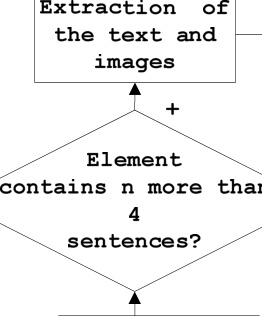 Extraction of
the text and
images
+
Element
contains n more than
4
sentences?